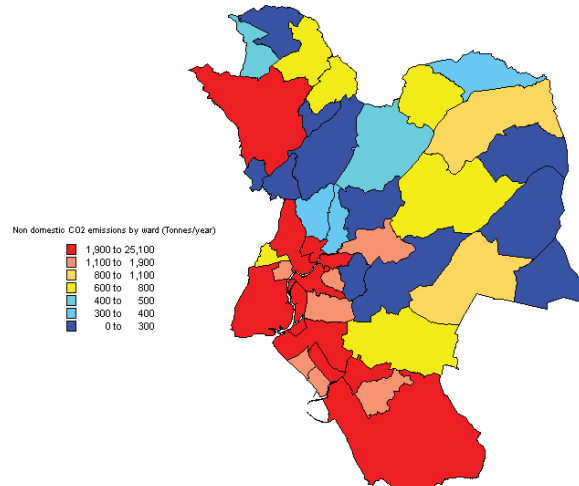 Non domestic CO2 emissions by ward (Tonnes/year)
1,900 to 25,100
1,100 to 1,900
800 to 1,100
600 to 800
400 to 500
300 to 400
0 to 300